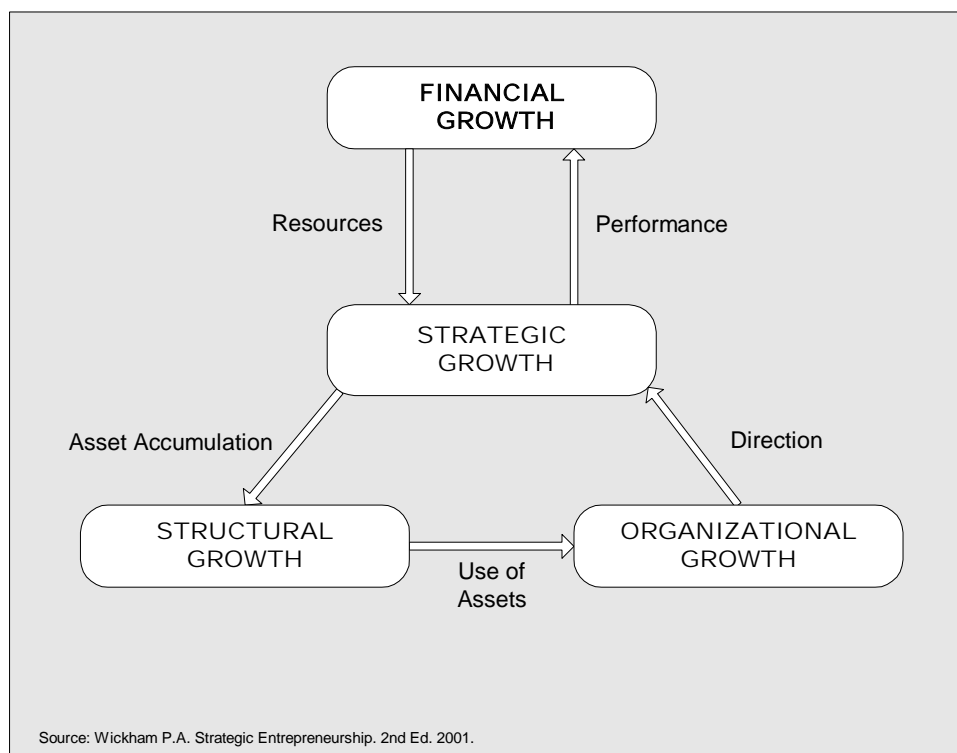 FINANCIAL
GROWTH
Resources
Performance
STRATEGIC
GROWTH
Asset Accumulation
Direction
STRUCTURAL
GROWTH
ORGANIZATIONAL
GROWTH
Use of
Assets
Source: Wickham P.A. Strategic Entrepreneurship. 2nd Ed. 2001.